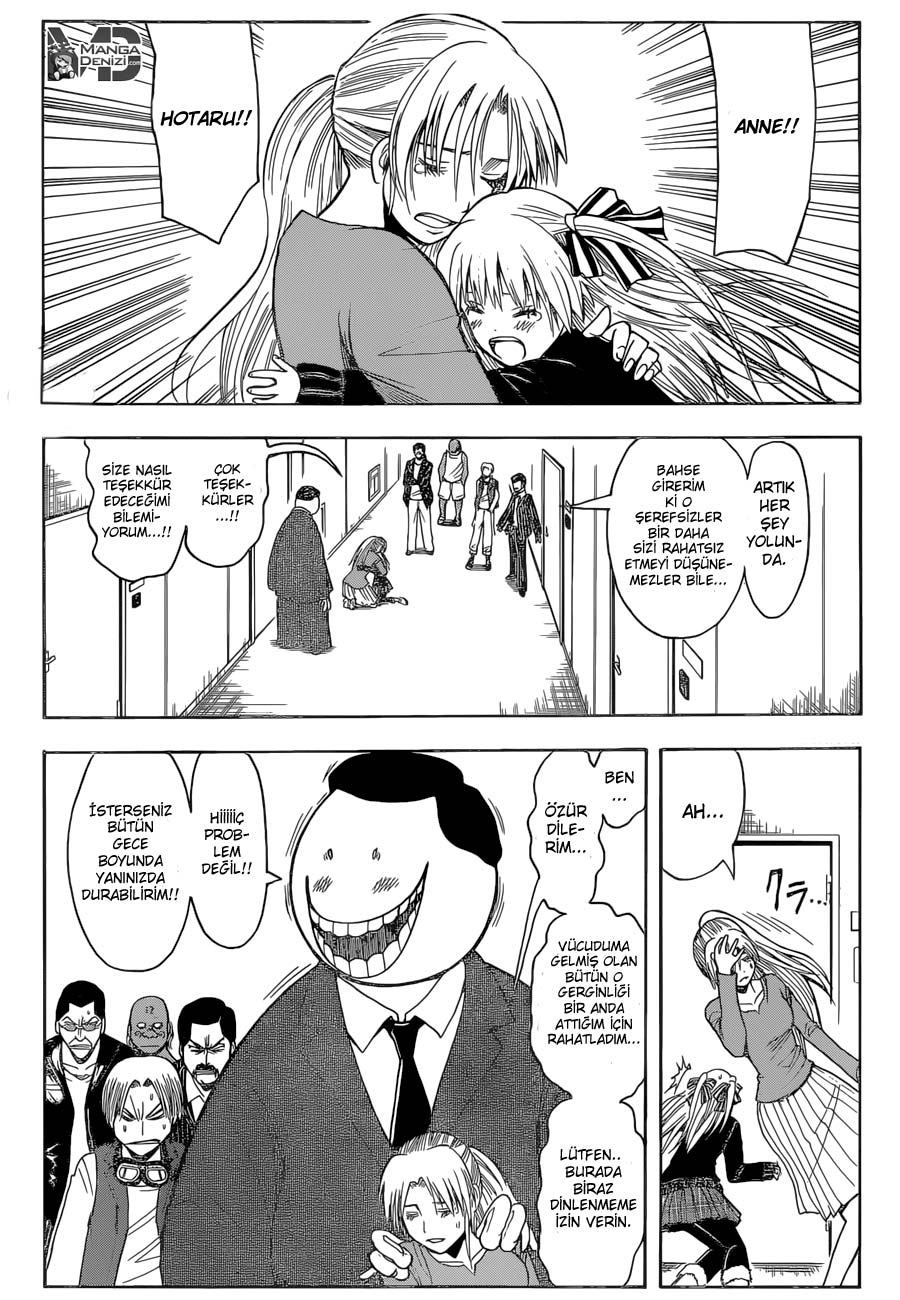 MANGA
DENİZİ.com
ANNE!!
HOTARU!!
ARTIK
HER
ŞEY
YOLUN-
DA.
BAHSE
GİRERİM
Kİ O
ŞEREFSİZLER
BİR DAHA
SİZİ RAHATSIZ
ETMEYİ DÜŞÜNE-
MEZLER BİLE...
ÇOK
TEŞEK-
KÜRLER
...!!
SİZE NASIL
TEŞEKKÜR
EDECEĞİMİ
BİLEMİ-
YORUM...!!
AH...
クラ...
BEN
...
ÖZÜR
DİLE-
RİM...
VÜCUDUMA
GELMİŞ OLAN
BÜTÜN O
GERGİNLİĞİ
BİR ANDA
ATTIĞIM İÇİN
RAHATLADIM...
LÜTFEN..
BURADA
BİRAZ
DİNLENMEME
İZİN VERİN.
HİİİİİÇ
PROB-
LEM
DEĞİL!!
İSTERSENİZ
BÜTÜN
GECE
BOYUNDA
YANINIZDA
DURABİLİRİM!!
!?